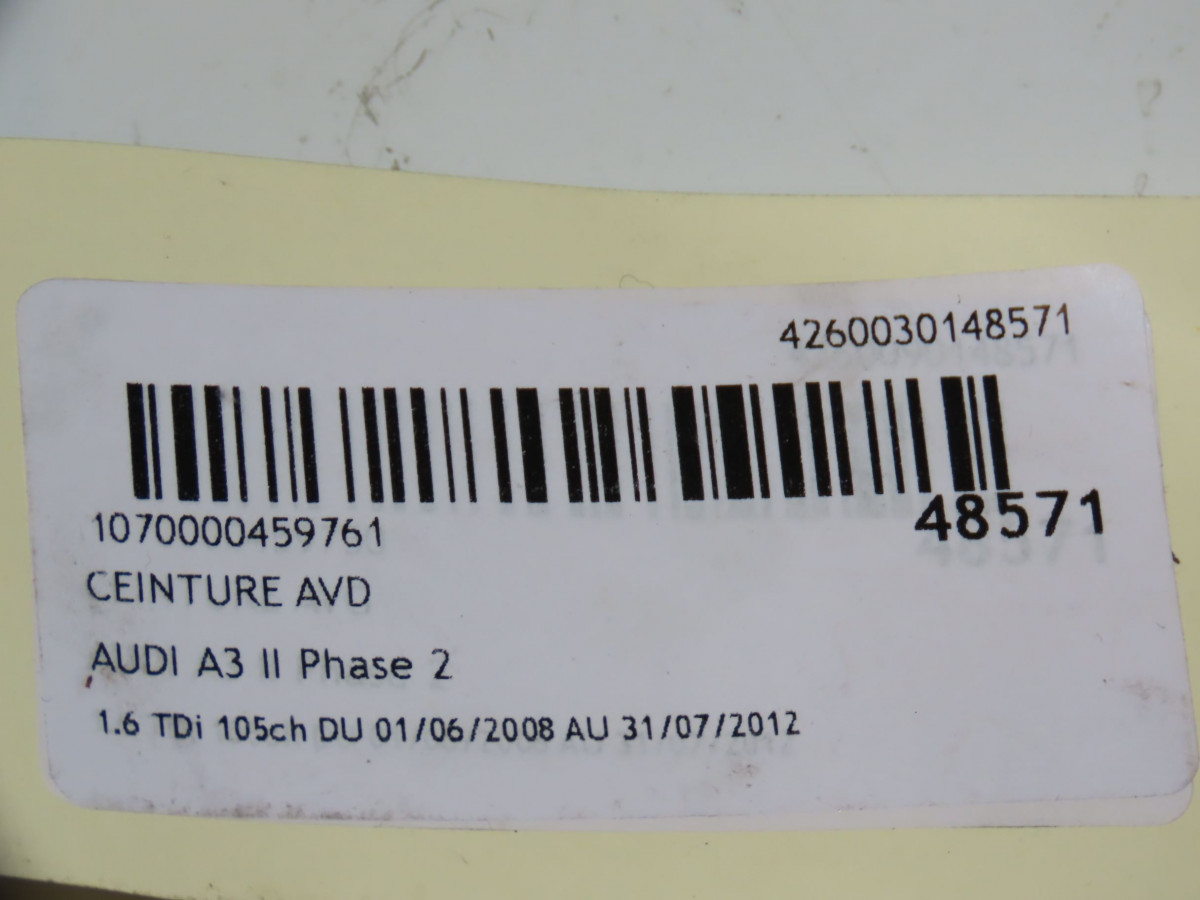 4260030148571
48571
1070000459761
CEINTURE AVD
AUDI A3 II Phase 2
1.6 TDi 105ch DU 01/06/2008 AU 31/07/2012